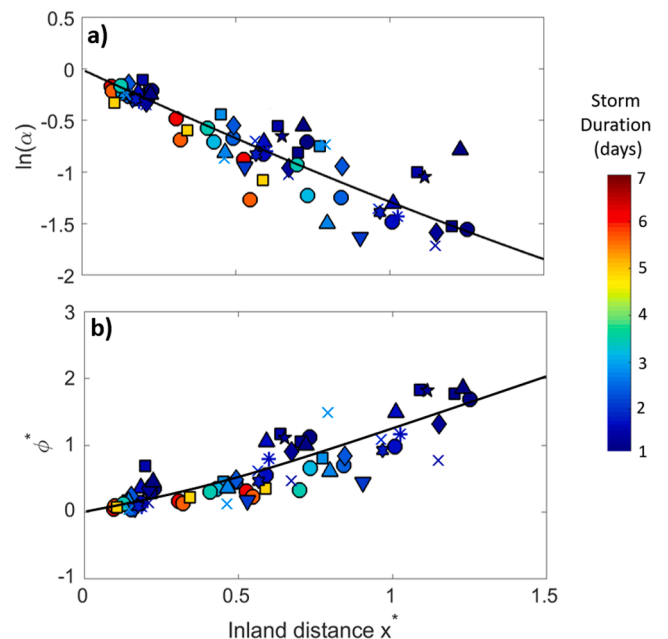 a)
0.5
0
-0.5
-1
-1.5
-2
ln(α)
b)
3
2
1
0
-1
ϕ*
0
0.5
1
1.5
Inland distance x*
Storm
Duration
(days)
7
6
5
4
3
2
1